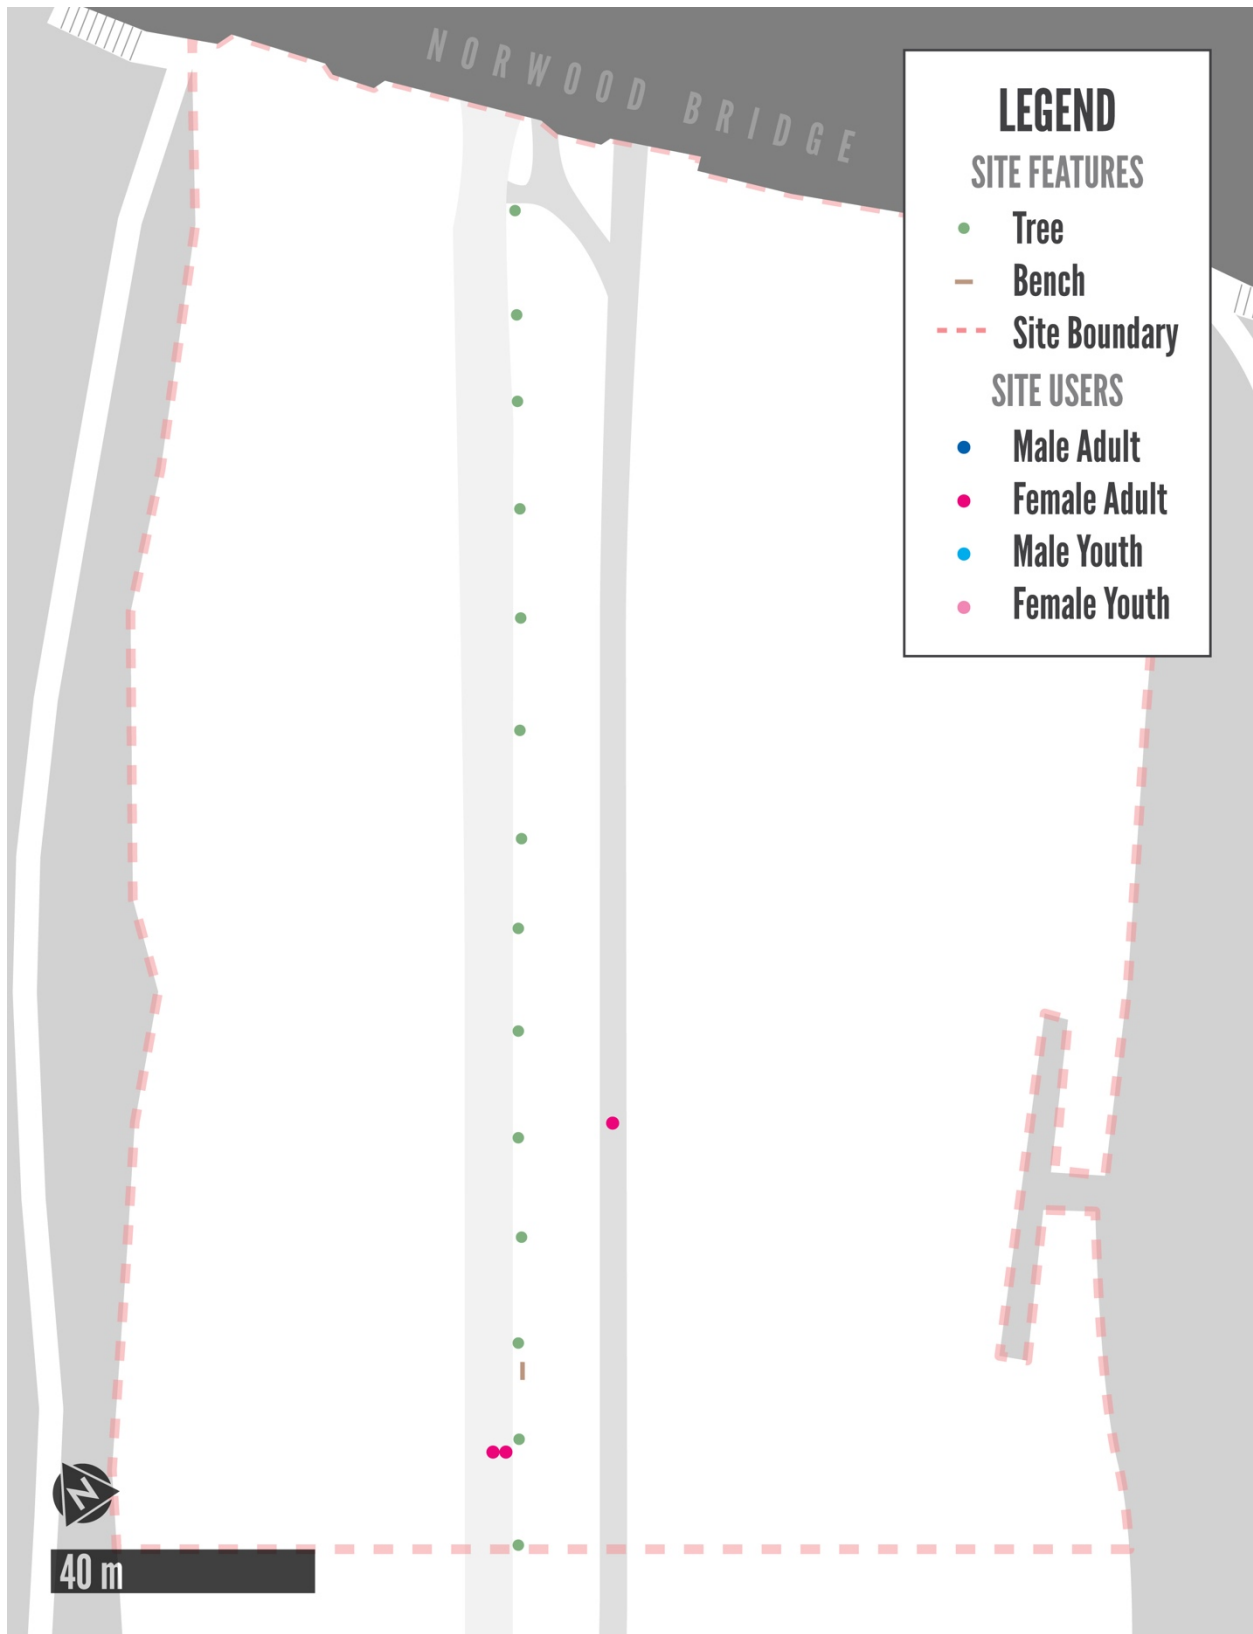 NORWOOD BRIDGE
LEGEND
SITE FEATURES
Tree
Bench
Site Boundary
SITE USERS
Male Adult
Female Adult
Male Youth
Female Youth
N
40 m